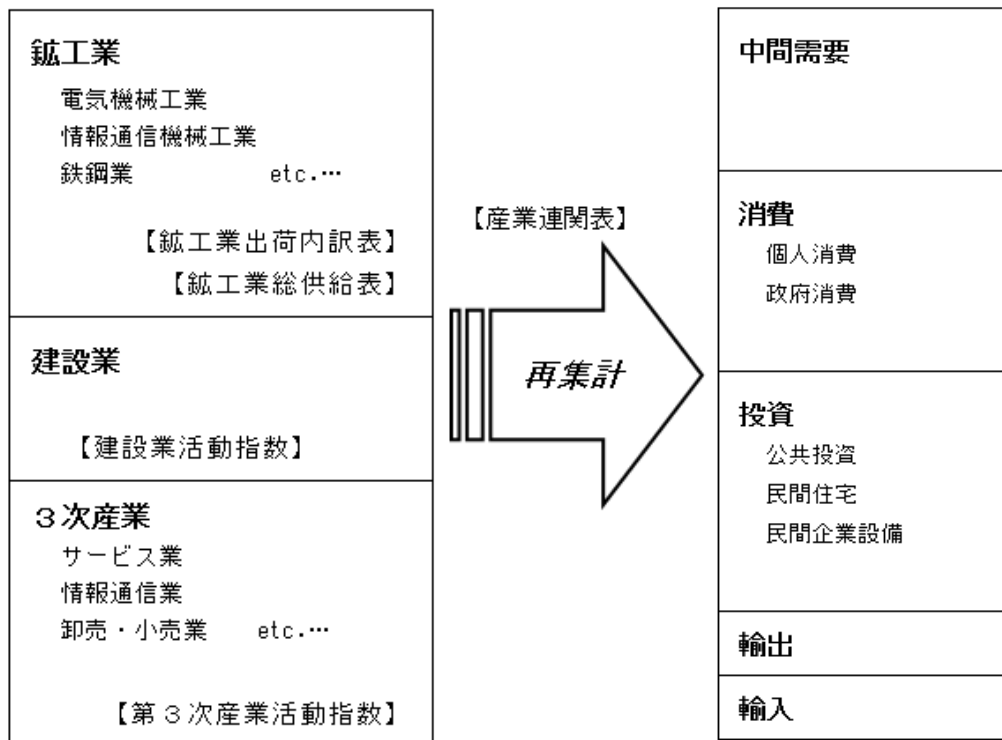 鉱工業
電気機械工業
情報通信機械工業
鉄鋼業 etc.…
【鉱工業出荷内訳表】
【鉱工業総供給表】
建設業
【建設業活動指数】
３次産業
サービス業
情報通信業
卸売・小売業 etc.…
【第３次産業活動指数】
【産業連関表】
再集計
中間需要
消費
個人消費
政府消費
投資
公共投資
民間住宅
民間企業設備
輸出
輸入